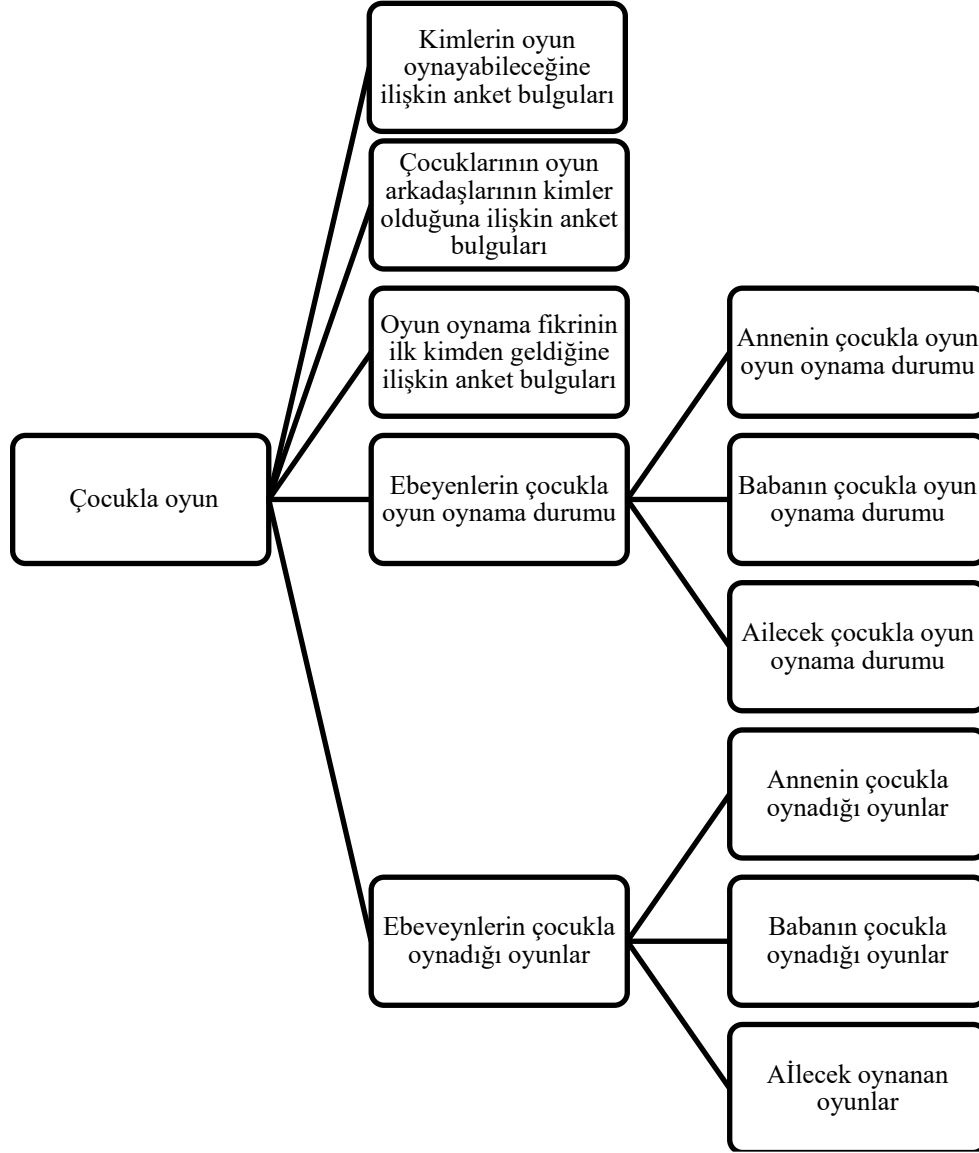 Kimlerin oyun
oynayabileceğine
ilişkin anket bulguları
Çocuklarının oyun
arkadaşlarının kimler
olduğuna ilişkin anket
bulguları
Oyun oynama fikrinin
ilk kimden geldiğine
ilişkin anket bulguları
Annenin çocukla oyun
oyun oynama durumu
Çocukla oyun
Ebeyenlerin çocukla
oyun oynama durumu
Babanın çocukla oyun
oynama durumu
Ailecek çocukla oyun
oynama durumu
Annenin çocukla
oynadığı oyunlar
Ebeveynlerin çocukla
oynadığı oyunlar
Babanın çocukla
oynadığı oyunlar
Aİlecek oynanan
oyunlar